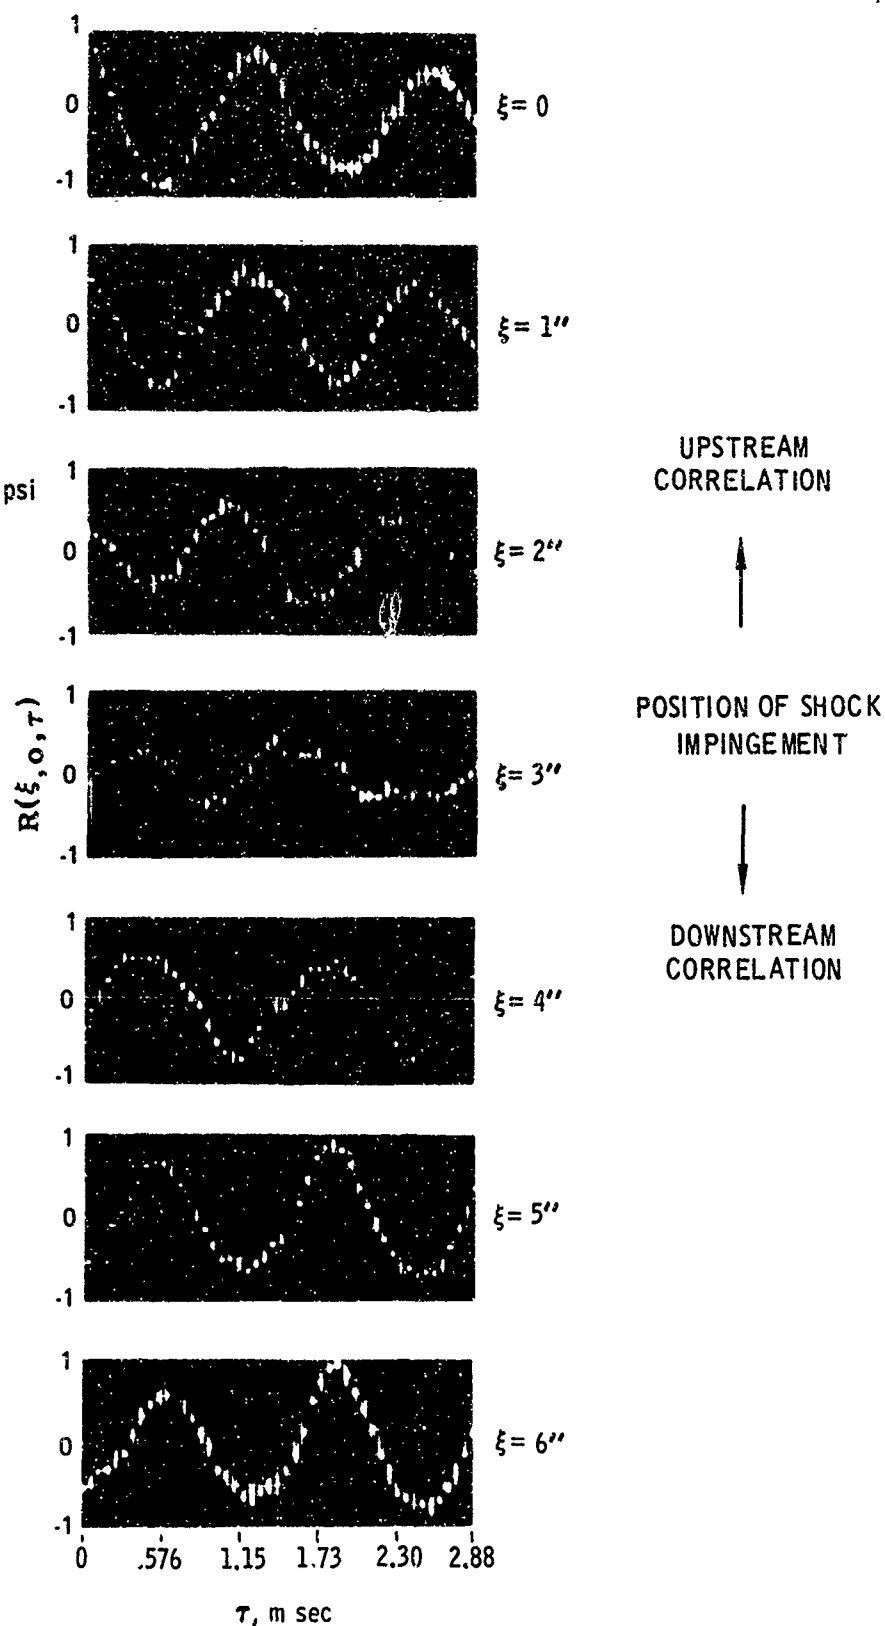 1
0
-1
ξ= 0
1
0
-1
ξ= 1"
1
psi
0
-1
ξ= 2"
UPSTREAM
CORRELATION
1
0
-1
ξ= 3"
R(ξ,o,τ)
POSITION OF SHOCK
IMPINGEMENT
1
0
-1
ξ= 4"
DOWNSTREAM
CORRELATION
1
0
-1
ξ= 5"
1
0
-1
ξ= 6"
0 .576 1.15 1.73 2.30 2.88
τ, m sec